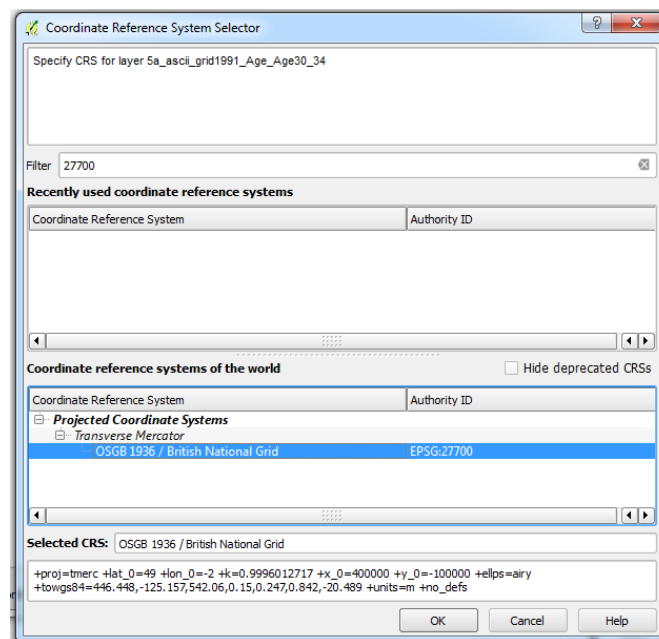 Coordinate Reference System Selector
Specify CRS for layer 5a_ascii_grid1991_Age_Age30_34
Filter 27700
Recently used coordinate reference systems
Coordinate Reference System Authority ID
Coordinate reference systems of the world Hide deprecated CRSs
Coordinate Reference System Authority ID
Projected Coordinate Systems
Transverse Mercator
OSGB 1936 / British National Grid EPSG:27700
Selected CRS: OSGB 1936 / British National Grid
+proj=tmerc +lat_0=49 +lon_0=-2 +k=0.9996012717 +x_0=400000 +y_0=-100000 +ellps=airy
+towgs84=446.448,-125.157,542.06,0.15,0.247,0.842,-20.489 +units=m +no_defs
OK Cancel Help